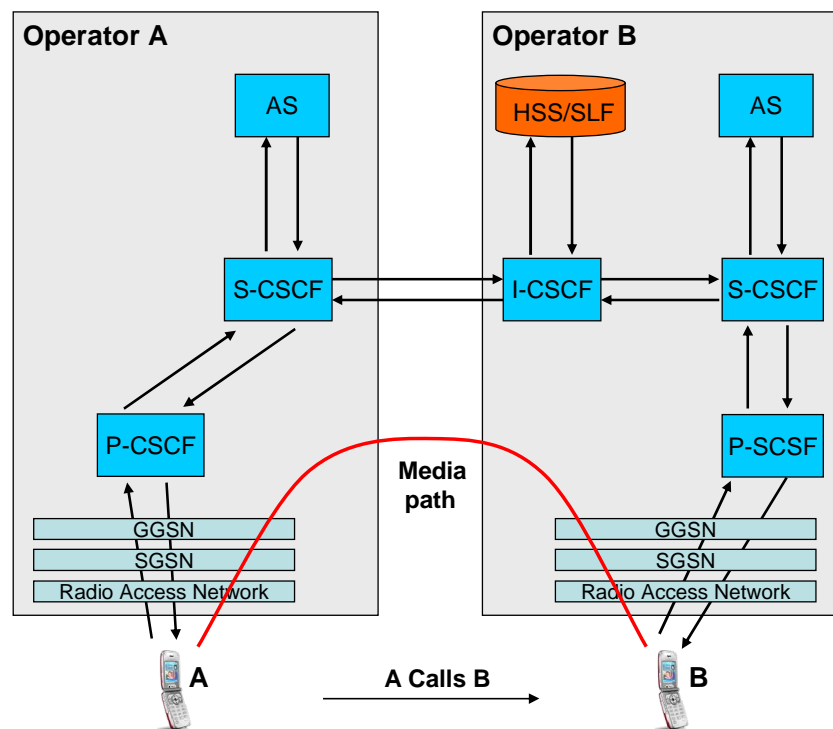 Operator A
AS
S-CSCF
P-CSCF
GGSN
SGSN
Radio Access Network
A
Operator B
HSS/SLF
AS
I-CSCF
S-CSCF
P-SCSF
GGSN
SGSN
Radio Access Network
B
Media
path
A Calls B